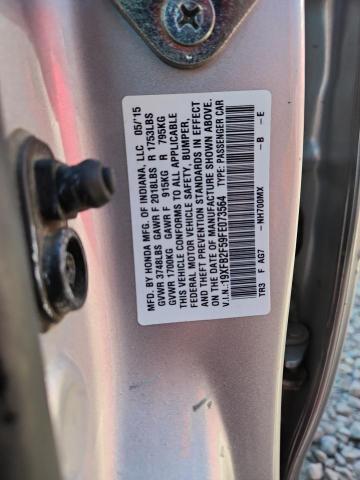 MFD. BY HONDA MFG. OF INDIANA, LLC 05/15
GVWR 3748LBS GAWR F 2018LBS R 1753LBS
GVWR 1700KG GAWR F 915KG R 795KG
THIS VEHICLE CONFORMS TO ALL APPLICABLE
FEDERAL MOTOR VEHICLE SAFETY, BUMPER,
AND THEFT PREVENTION STANDARDS IN EFFECT
ON THE DATE OF MANUFACTURE SHOWN ABOVE.
V.I.N.:19XFB2F59FE073564 TYPE: PASSENGER CAR
TR3 F AG7 -NH700MX -B -E